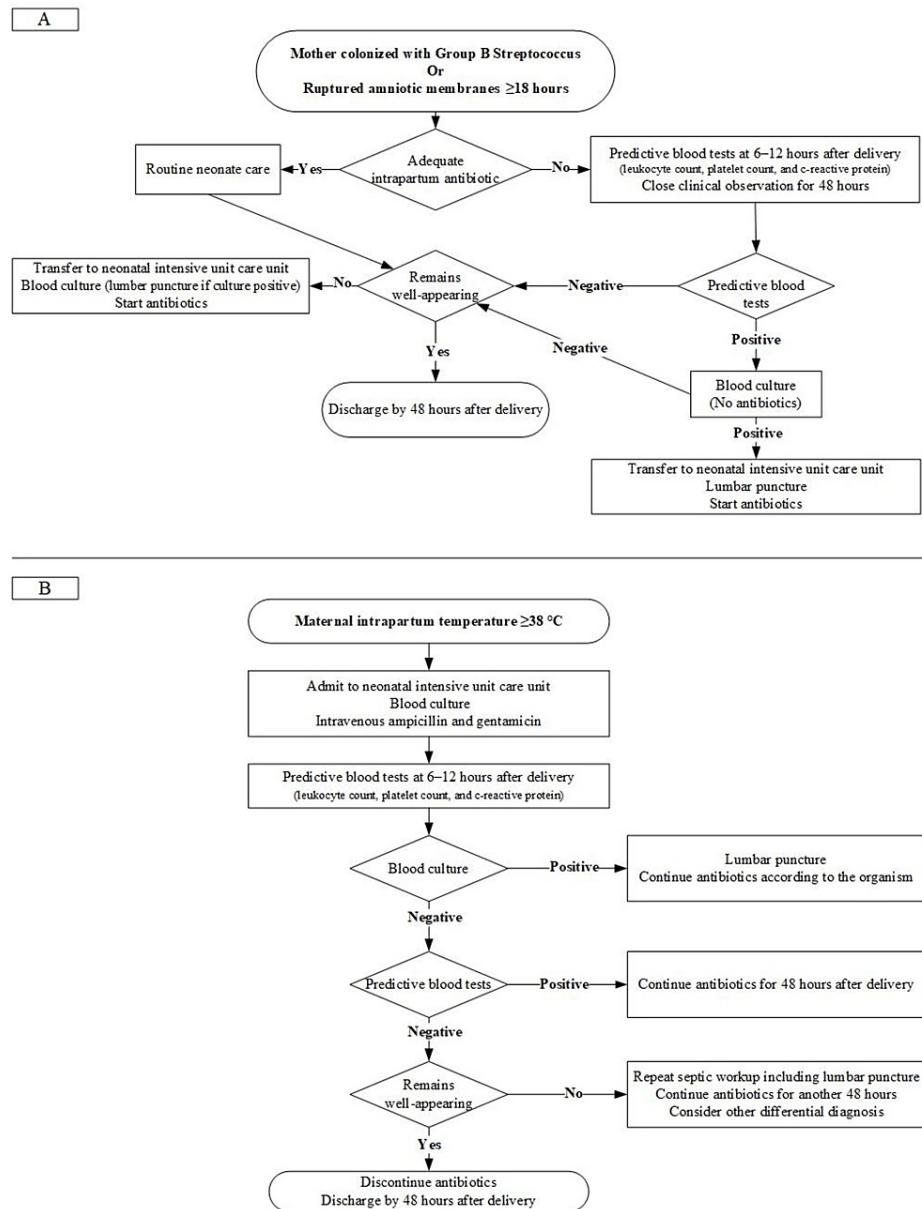 A
Mother colonized with Group B Streptococcus
Or
Ruptured amniotic membranes ≥18 hours
Adequate
intrapartum antibiotic
Yes
Routine neonate care
No
Predictive blood tests at 6–12 hours after delivery
(leukocyte count, platelet count, and c-reactive protein)
Close clinical observation for 48 hours
Predictive blood
tests
Negative
Remains
well-appearing
No
Transfer to neonatal intensive unit care unit
Blood culture (lumber puncture if culture positive)
Start antibiotics
Yes
Discharge by 48 hours after delivery
Positive
Blood culture
(No antibiotics)
Negative
Positive
Transfer to neonatal intensive unit care unit
Lumbar puncture
Start antibiotics
B
Maternal intrapartum temperature ≥38 °C
Admit to neonatal intensive unit care unit
Blood culture
Intravenous ampicillin and gentamicin
Predictive blood tests at 6–12 hours after delivery
(leukocyte count, platelet count, and c-reactive protein)
Blood culture
Positive
Lumbar puncture
Continue antibiotics according to the organism
Negative
Predictive blood tests
Positive
Continue antibiotics for 48 hours after delivery
Negative
Remains
well-appearing
No
Repeat septic workup including lumbar puncture
Continue antibiotics for another 48 hours
Consider other differential diagnosis
Yes
Discontinue antibiotics
Discharge by 48 hours after delivery